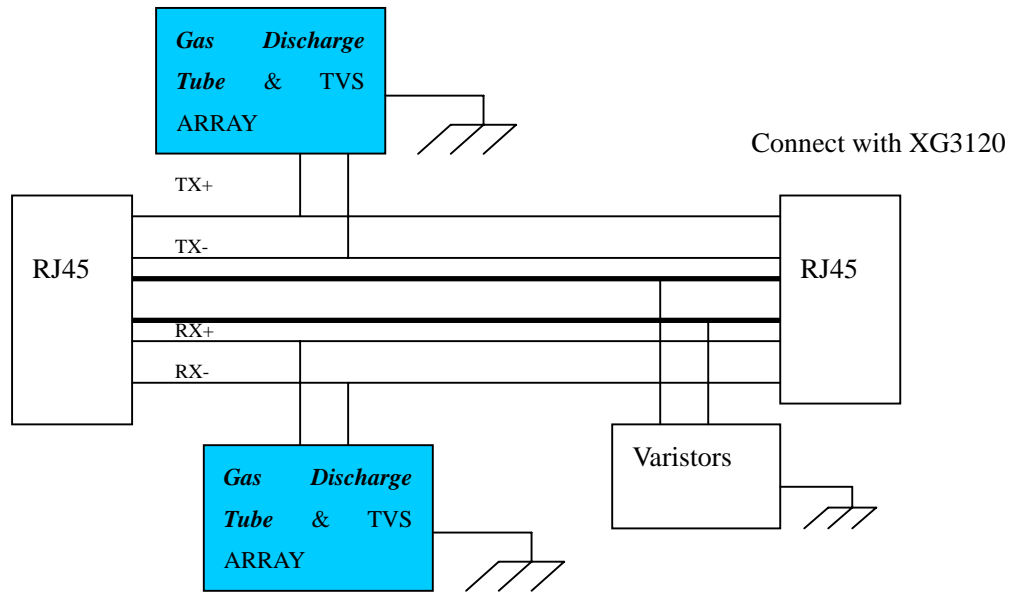 Gas Discharge
Tube & TVS
ARRAY
Connect with XG3120
TX+
TX-
RJ45
RJ45
RX+
RX-
Varistors
Gas Discharge
Tube & TVS
ARRAY